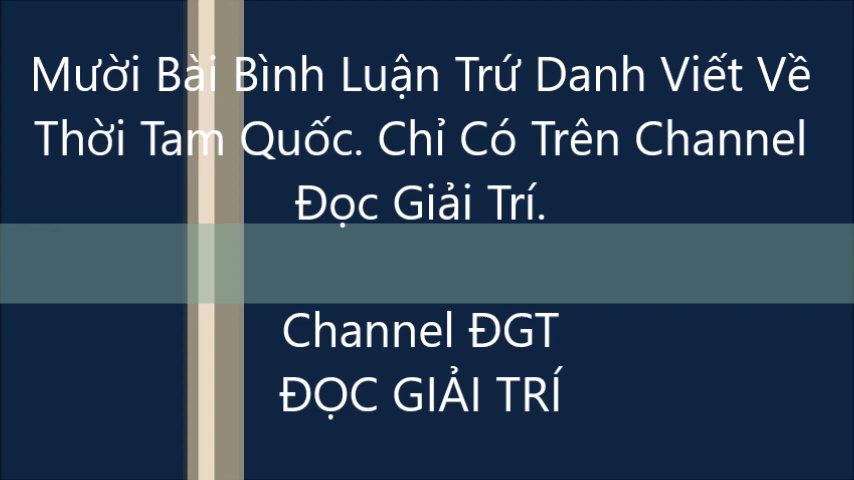 Mười Bài Bình Luận Trứ Danh Viết Về
Thời Tam Quốc. Chỉ Có Trên Channel
Đọc Giải Trí.
Channel ĐGT
ĐỌC GIẢI TRÍ